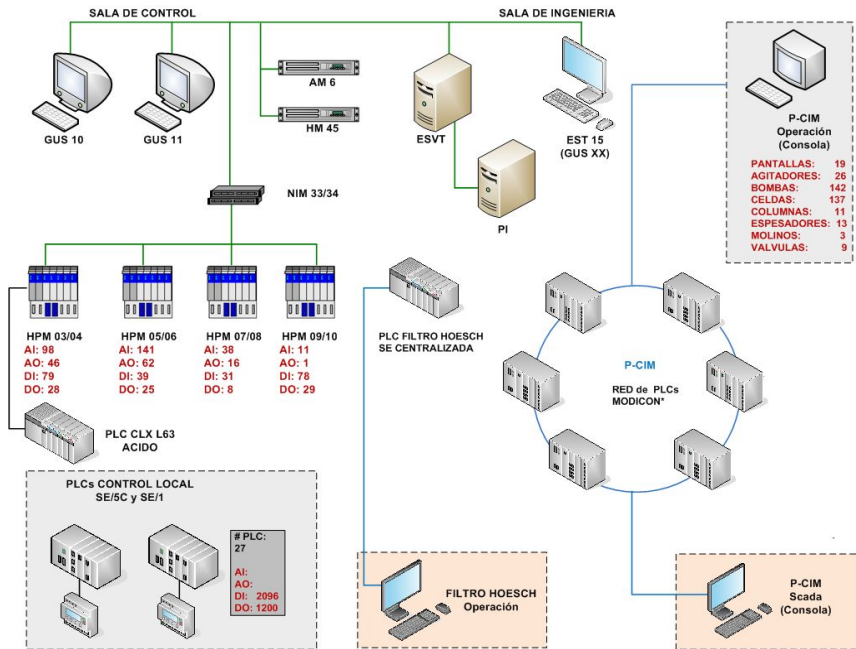 SALA DE CONTROL
SALA DE INGENIERIA
GUS 10
GUS 11
AM 6
HM 45
ESVT
EST 15
(GUS XX)
PI
NIM 33/34
P-CIM
Operación
(Consola)
PANTALLAS: 19
AGITADORES: 26
BOMBAS: 142
CELDAS: 137
COLUMNAS: 11
ESPESADORES: 13
MOLINOS: 3
VALVULAS: 9
HPM 03/04
AI: 98
AO: 46
DI: 79
DO: 28
HPM 05/06
AI: 141
AO: 62
DI: 39
DO: 25
HPM 07/08
AI: 38
AO: 16
DI: 31
DO: 8
HPM 09/10
AI: 11
AO: 1
DI: 78
DO: 29
PLC FILTRO HOESCH
SE CENTRALIZADA
P-CIM
RED de PLCs
MODICON*
PLC CLX L63
ACIDO
PLCs CONTROL LOCAL
SE/5C y SE/1
# PLC:
27
AI:
AO:
DI: 2096
DO: 1200
FILTRO HOESCH
Operación
P-CIM
Scada
(Consola)